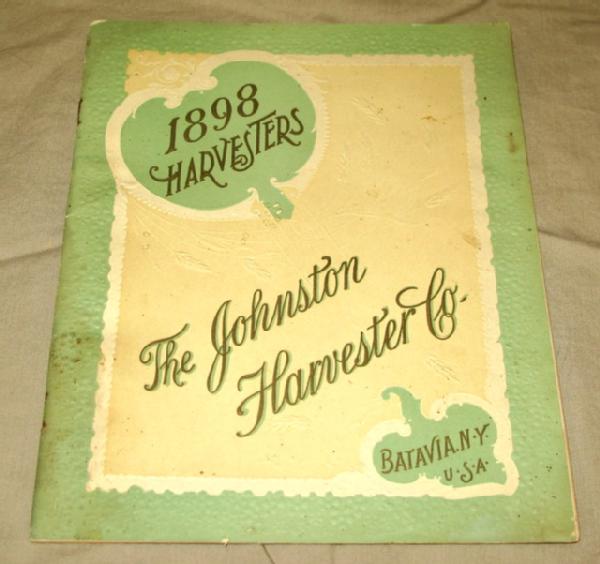 1898
HARVESTERS
The Johnston
Harvester Co.
BATAVIA. N.Y.
U.S.A.